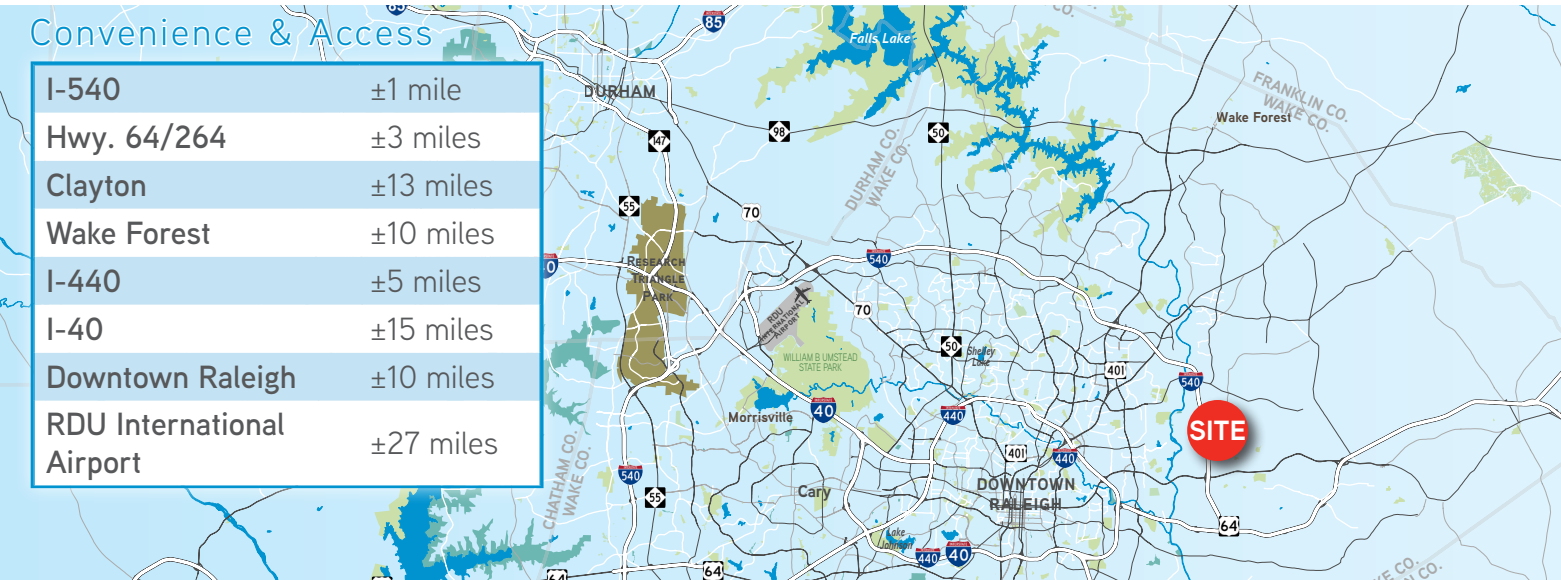 Convenience & Access
I-540 ±1 mile
Hwy. 64/264 ±3 miles
Clayton ±13 miles
Wake Forest ±10 miles
I-440 ±5 miles
I-40 ±15 miles
Downtown Raleigh ±10 miles
RDU International
Airport
±27 miles
85
85
CO.
Falls Lake
DURHAM
147
98
50
DURHAM CO.
WAKE CO.
FRANKLIN CO.
WAKE CO.
Wake Forest
55
70
540
RESEARCH
TRIANGLE
PARK
RDU
INTERNATIONAL
AIRPORT
70
WILLIAM B UMSTEAD
STATE PARK
50
Shelley
Lake
401
540
Morrisville
40
440
SITE
401
440
CHATHAM CO.
WAKE CO.
540
55
Cary
DOWNTOWN
RALEIGH
Lake
Johnson
440
40
64
64
64
CO.